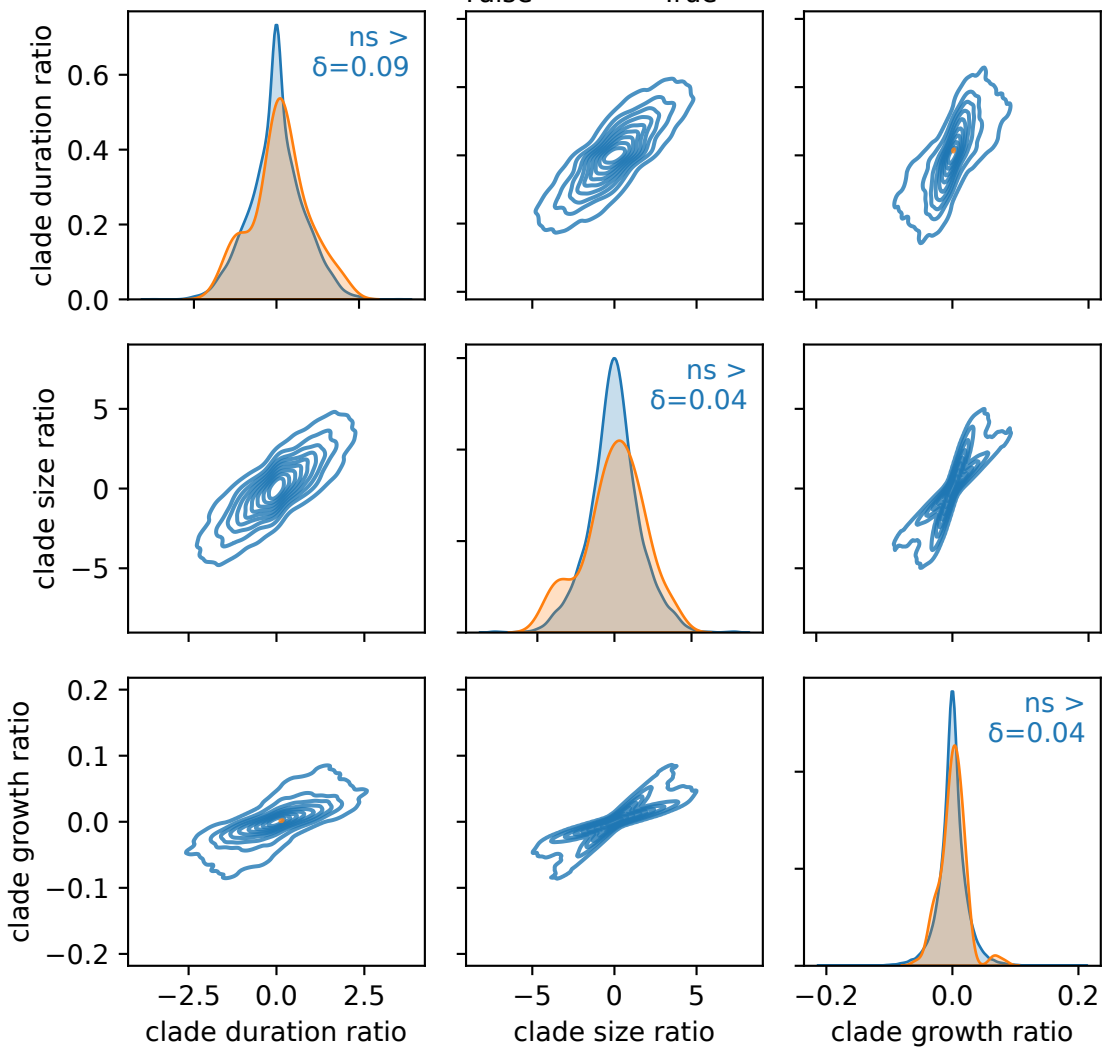 False True
clade duration ratio
0.6
0.4
0.2
0.0
ns >
δ=0.09
clade size ratio
5
0
−5
ns >
δ=0.04
clade growth ratio
0.2
0.1
0.0
−0.1
−0.2
ns >
δ=0.04
−2.5 0.0 2.5
−5 0 5
−0.2 0.0 0.2
clade duration ratio
clade size ratio
clade growth ratio